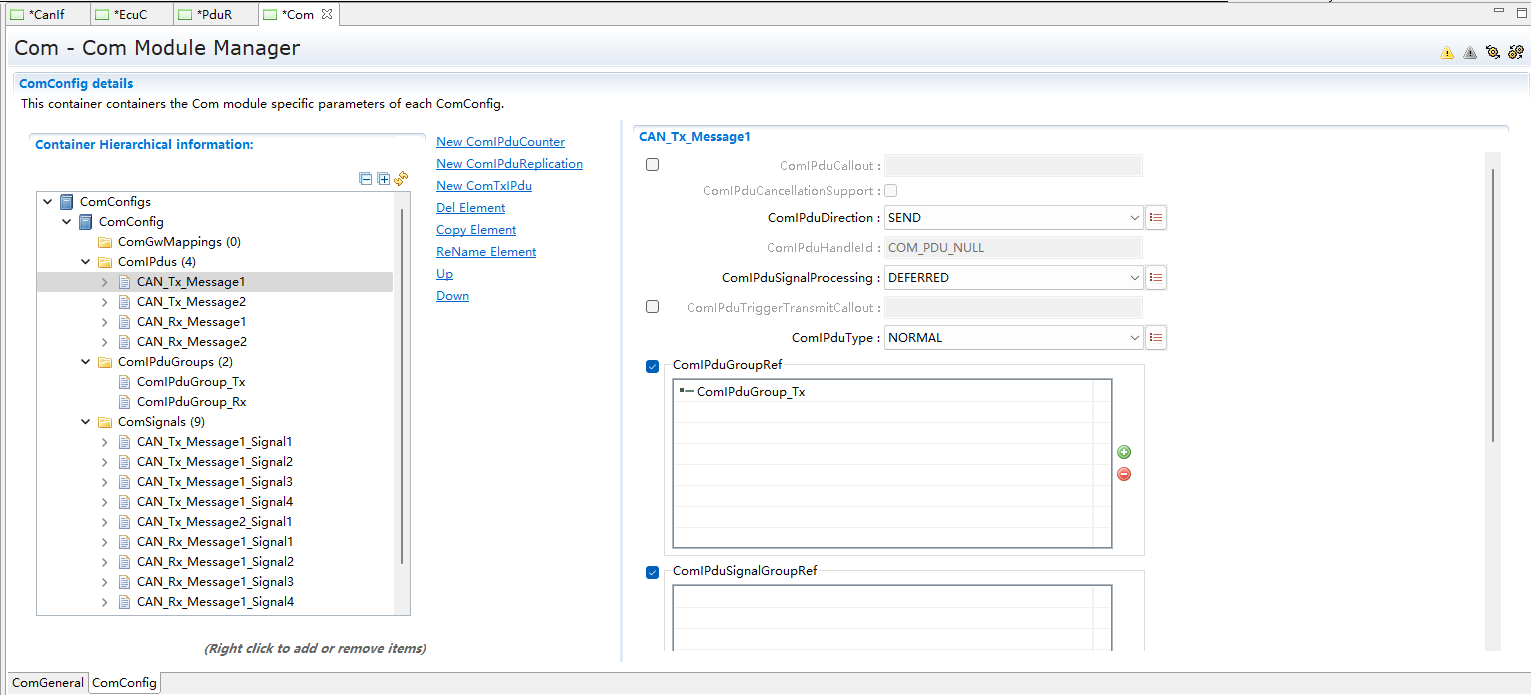 *CanIf
*EcuC
*PduR
*Com
Com - Com Module Manager
ComConfig details
This container containers the Com module specific parameters of each ComConfig.
Container Hierarchical information:
ComConfigs
ComConfig
ComGwMappings (0)
ComIPdus (4)
CAN_Tx_Message1
CAN_Tx_Message2
CAN_Rx_Message1
CAN_Rx_Message2
ComIPduGroups (2)
ComIPduGroup_Tx
ComIPduGroup_Rx
ComSignals (9)
CAN_Tx_Message1_Signal1
CAN_Tx_Message1_Signal2
CAN_Tx_Message1_Signal3
CAN_Tx_Message1_Signal4
CAN_Tx_Message2_Signal1
CAN_Rx_Message1_Signal1
CAN_Rx_Message1_Signal2
CAN_Rx_Message1_Signal3
CAN_Rx_Message1_Signal4
(Right click to add or remove items)
New ComIPduCounter
New ComIPduReplication
New ComTxIPdu
Del Element
Copy Element
ReName Element
Up
Down
CAN_Tx_Message1
ComIPduCallout :
ComIPduCancellationSupport :
ComIPduDirection : SEND
ComIPduHandleId : COM_PDU_NULL
ComIPduSignalProcessing : DEFERRED
ComIPduTriggerTransmitCallout :
ComIPduType : NORMAL
ComIPduGroupRef
ComIPduGroup_Tx
ComIPduSignalGroupRef
ComGeneral
ComConfig